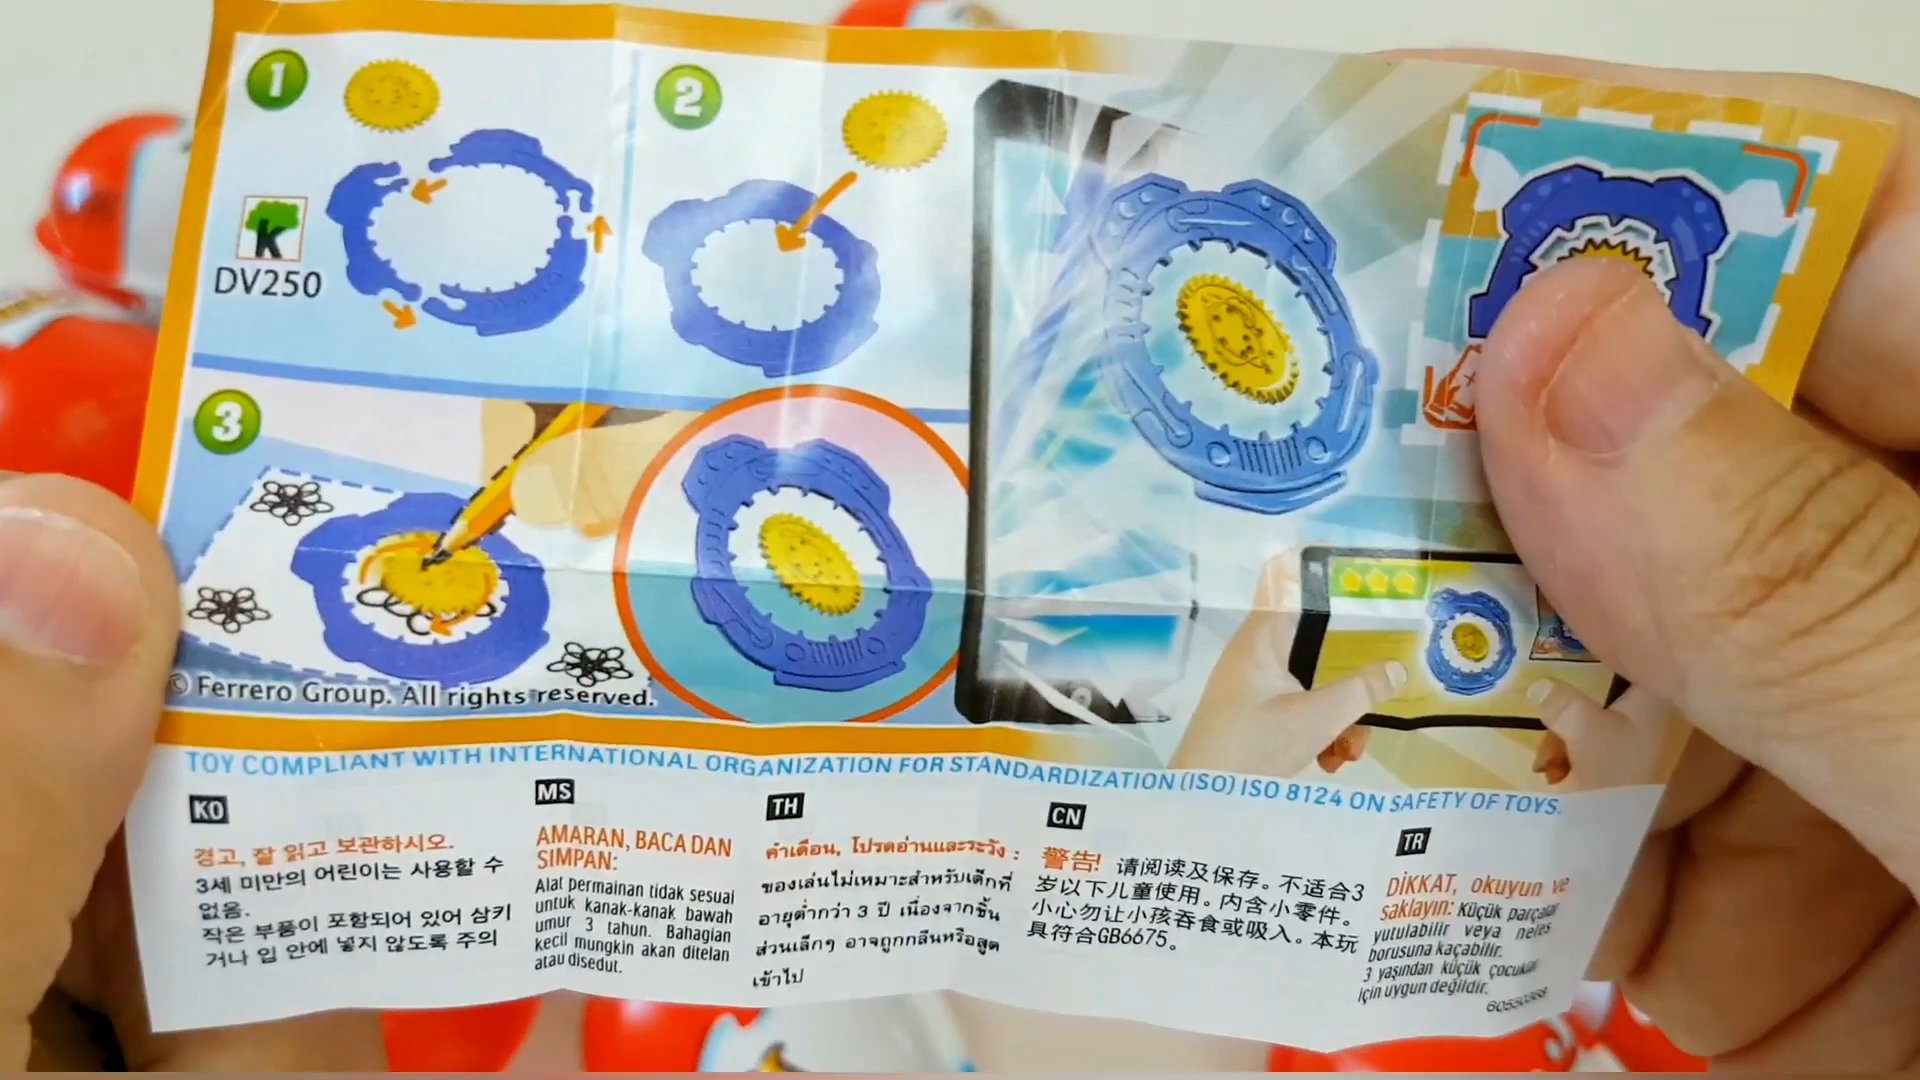 1
2
K
DV250
3
© Ferrero Group. All rights reserved.
TOY COMPLIANT WITH INTERNATIONAL ORGANIZATION FOR STANDARDIZATION (ISO) ISO 8124 ON SAFETY OF TOYS.
KO
경고, 잘 읽고 보관하시오.
3세 미만의 어린이는 사용할 수
없음.
작은 부품이 포함되어 있어 삼키
거나 입 안에 넣지 않도록 주의
MS
AMARAN, BACA DAN
SIMPAN:
Alat permainan tidak sesuai
untuk kanak-kanak bawah
umur 3 tahun. Bahagian
kecil mungkin akan ditelan
atau disedut.
TH
คำเตือน, โปรดอ่านและระวัง :
ของเล่นไม่เหมาะสำหรับเด็กที่
อายุต่ำกว่า 3 ปี เนื่องจากชิ้น
ส่วนเล็กๆ อาจถูกกลืนหรือสูด
เข้าไป
CN
警告! 请阅读及保存。不适合3
岁以下儿童使用。内含小零件。
小心勿让小孩吞食或吸入。本玩
具符合GB6675。
TR
DİKKAT, okuyun ve
saklayın: Küçük parçalar
yutulabilir veya nefes
borusuna kaçabilir.
3 yaşından küçük
için uygun değildir.